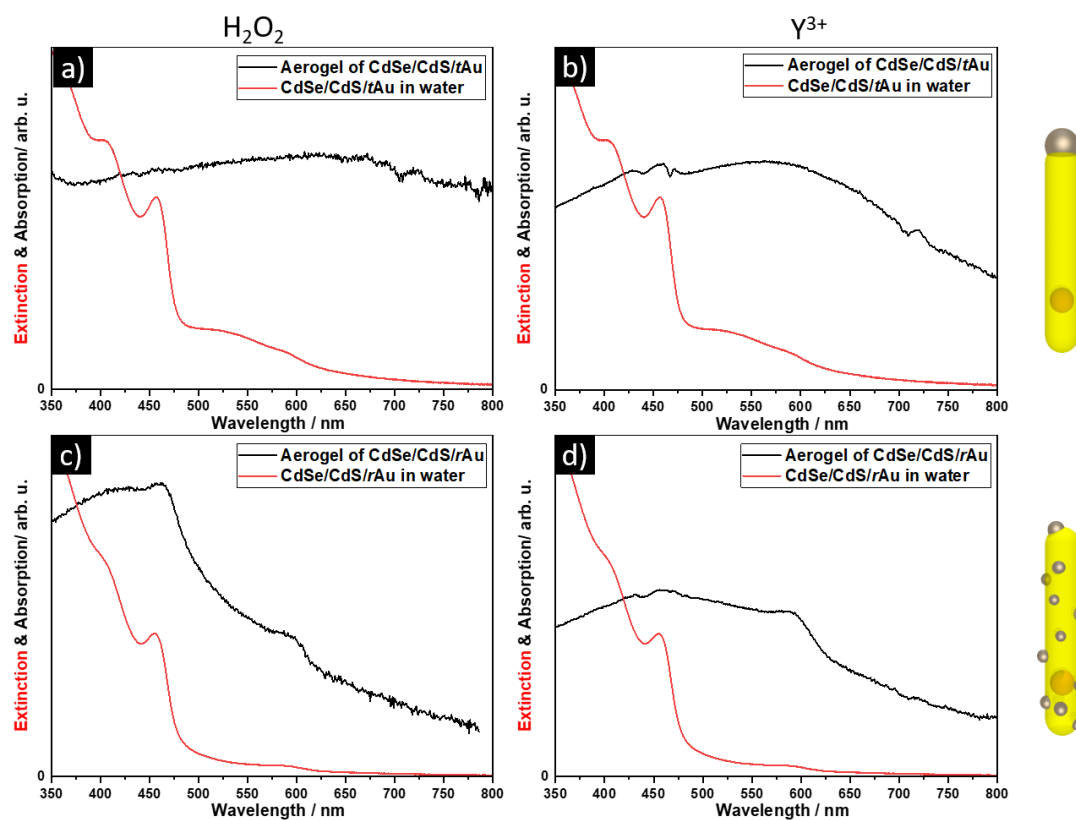 H₂O₂
Y³⁺
a)
Aerogel of CdSe/CdS/tAu
CdSe/CdS/tAu in water
Extinction & Absorption/ arb. u.
0
350 400 450 500 550 600 650 700 750 800
Wavelength / nm
b)
Aerogel of CdSe/CdS/tAu
CdSe/CdS/tAu in water
Extinction & Absorption/ arb. u.
0
350 400 450 500 550 600 650 700 750 800
Wavelength / nm
c)
Aerogel of CdSe/CdS/rAu
CdSe/CdS/rAu in water
Extinction & Absorption/ arb. u.
0
350 400 450 500 550 600 650 700 750 800
Wavelength / nm
d)
Aerogel of CdSe/CdS/rAu
CdSe/CdS/rAu in water
Extinction & Absorption/ arb. u.
0
350 400 450 500 550 600 650 700 750 800
Wavelength / nm